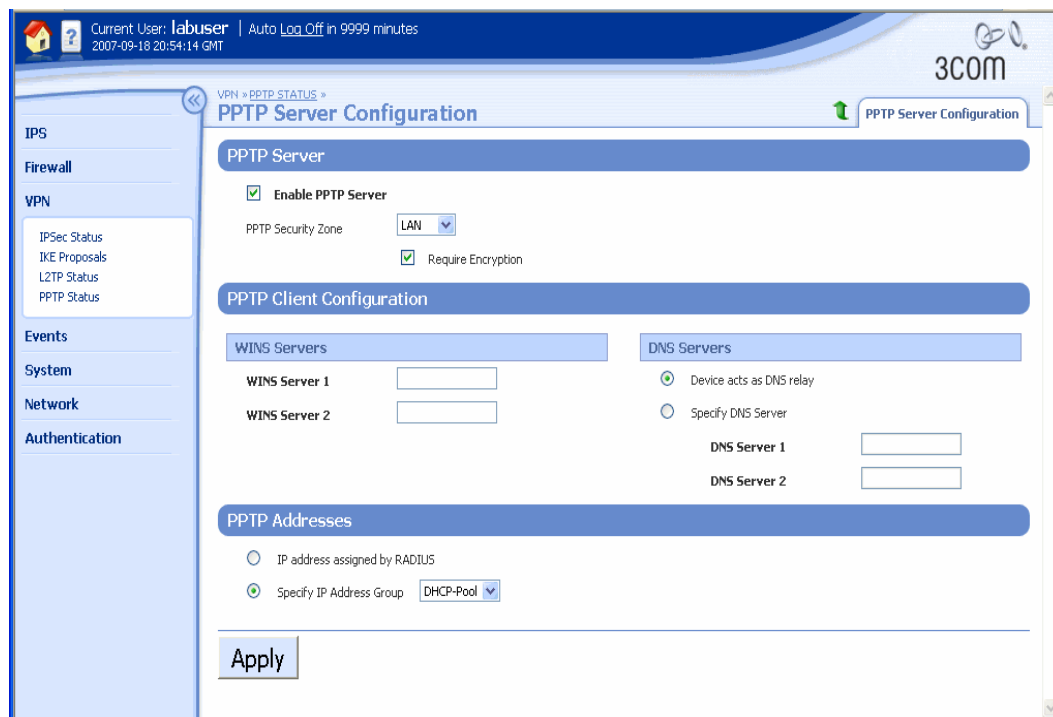 Current User: labuser | Auto Log Off in 9999 minutes
2007-09-18 20:54:14 GMT
3COM
VPN » PPTP STATUS »
PPTP Server Configuration
PPTP Server Configuration
IPS
Firewall
VPN
IPSec Status
IKE Proposals
L2TP Status
PPTP Status
Events
System
Network
Authentication
PPTP Server
Enable PPTP Server
PPTP Security Zone LAN
Require Encryption
PPTP Client Configuration
WINS Servers
WINS Server 1
WINS Server 2
DNS Servers
Device acts as DNS relay
Specify DNS Server
DNS Server 1
DNS Server 2
PPTP Addresses
IP address assigned by RADIUS
Specify IP Address Group DHCP-Pool
Apply